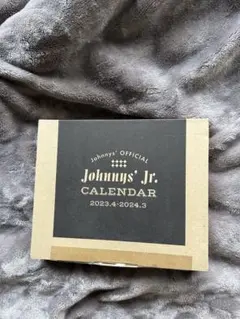 Johnnys' OFFICIAL
Johnnys' Jr.
CALENDAR
2023.4-2024.3